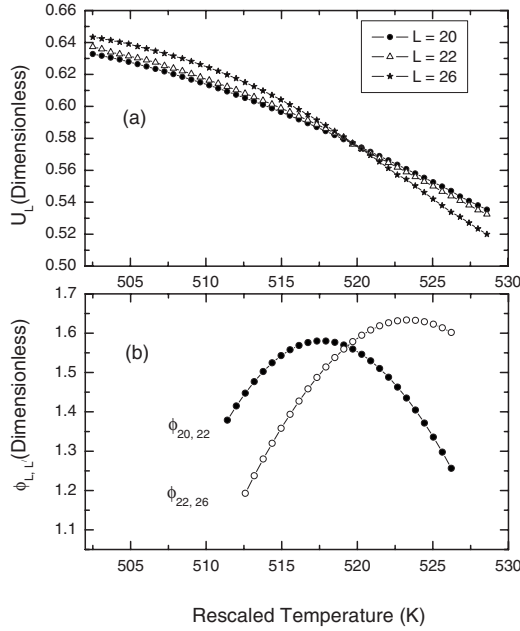 0.66
0.64
0.62
0.60
0.58
0.56
0.54
0.52
0.50
U_L(Dimensionless)
(a)
L = 20
L = 22
L = 26
505 510 515 520 525 530
1.7
1.6
1.5
1.4
1.3
1.2
1.1
ϕ_L,L/(Dimensionless)
(b)
ϕ_20, 22
ϕ_22, 26
505 510 515 520 525 530
Rescaled Temperature (K)